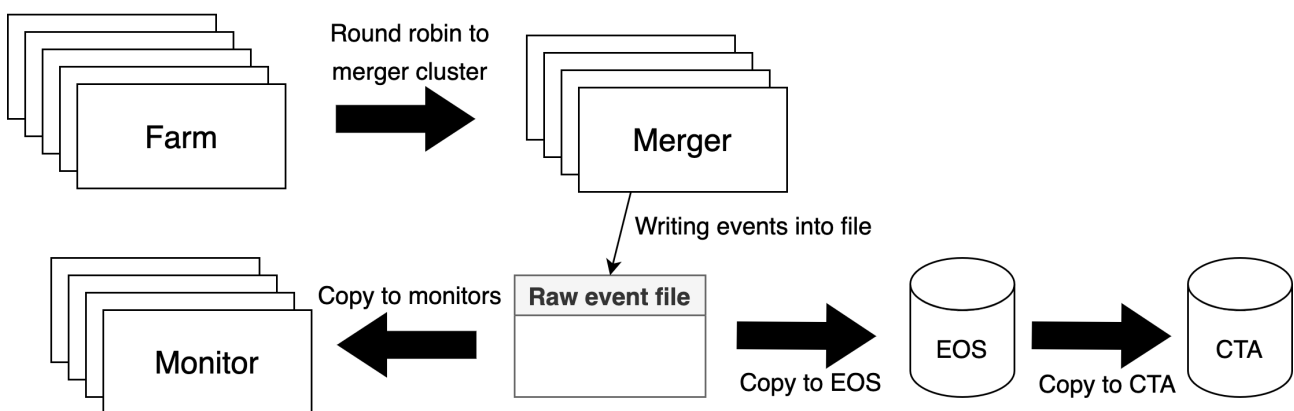 Round robin to
merger cluster
Farm
Merger
Writing events into file
Copy to monitors
Raw event file
Monitor
EOS
CTA
Copy to EOS
Copy to CTA